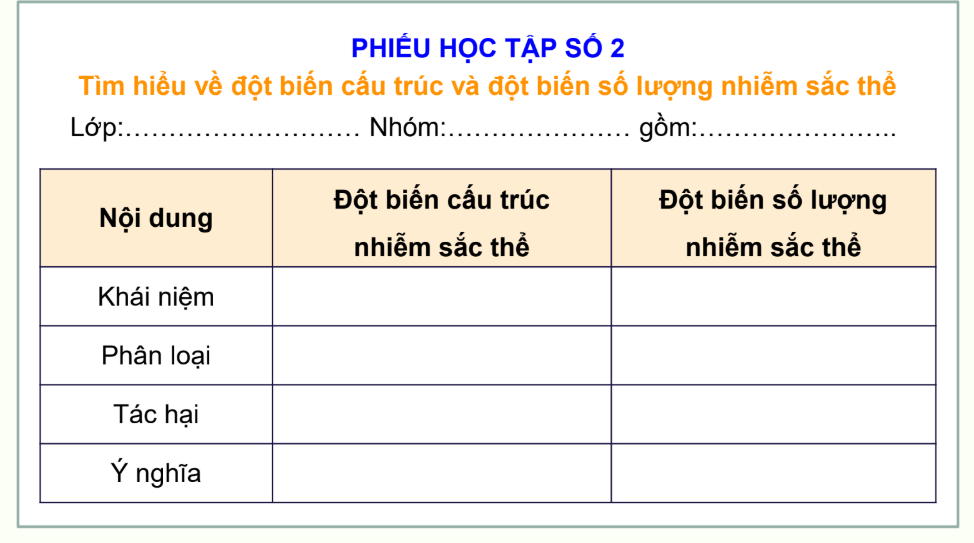 PHIẾU HỌC TẬP SỐ 2
Tìm hiểu về đột biến cấu trúc và đột biến số lượng nhiễm sắc thể
Lớp:........................... Nhóm:..................... gồm:.......................
Nội dung
Đột biến cấu trúc
nhiễm sắc thể
Đột biến số lượng
nhiễm sắc thể
Khái niệm
Phân loại
Tác hại
Ý nghĩa